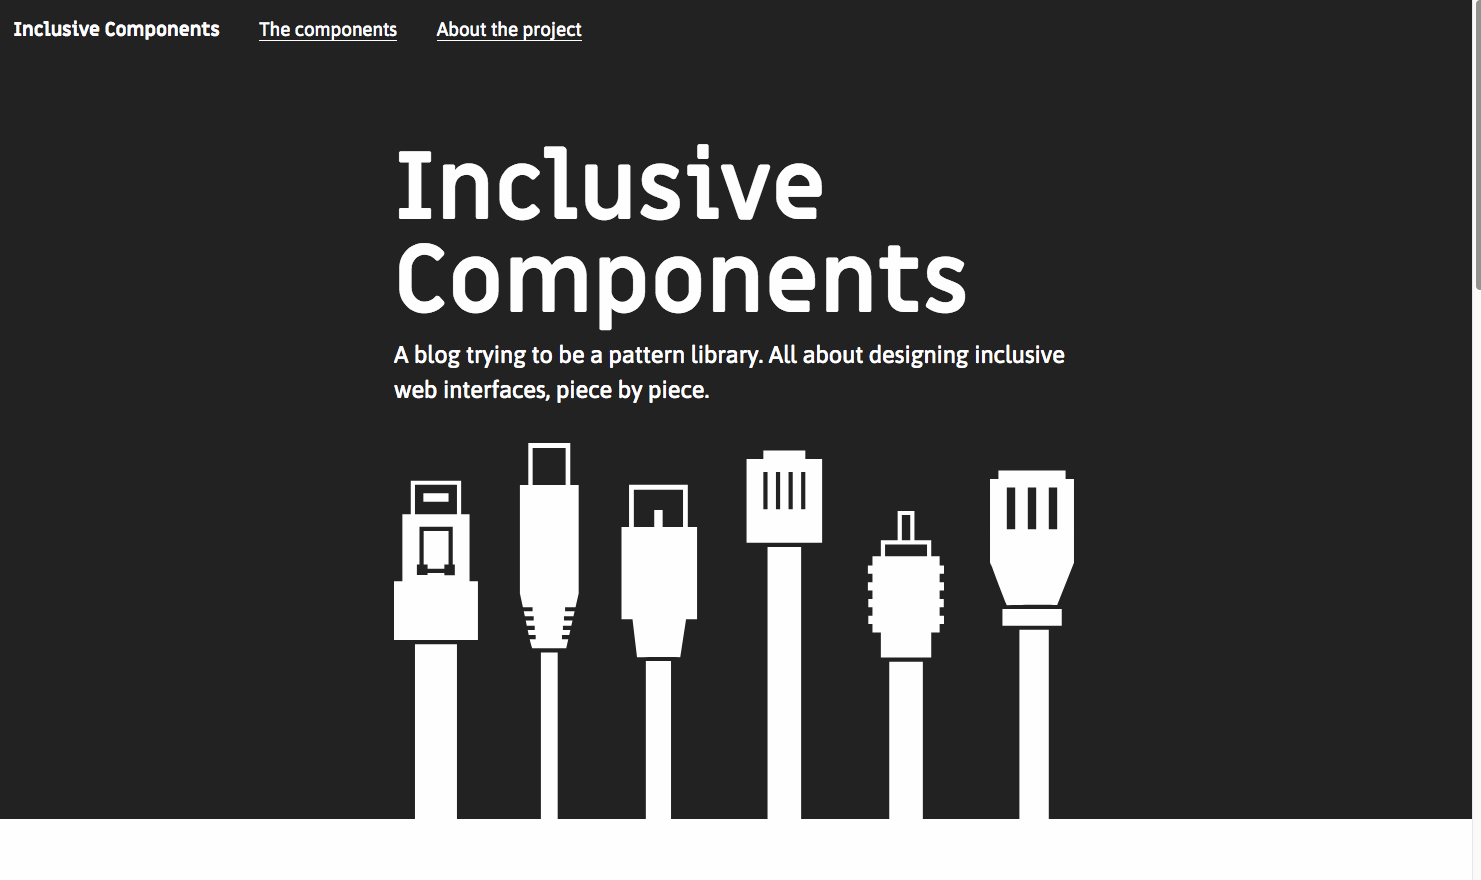 Inclusive Components The components About the project
Inclusive
Components
A blog trying to be a pattern library. All about designing inclusive
web interfaces, piece by piece.